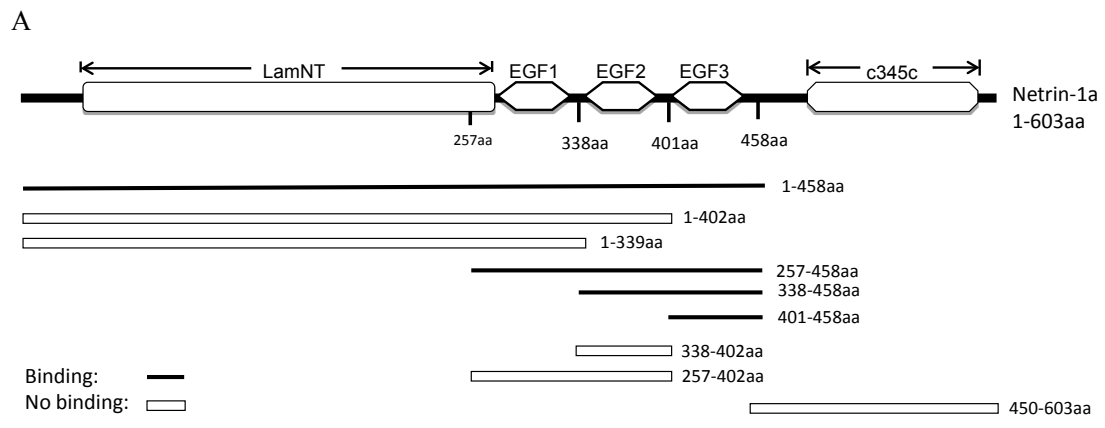 A
LamNT
EGF1
EGF2
EGF3
c345c
Netrin-1a
1-603aa
257aa
338aa
401aa
458aa
1-458aa
1-402aa
1-339aa
257-458aa
338-458aa
401-458aa
338-402aa
257-402aa
450-603aa
Binding:
No binding: